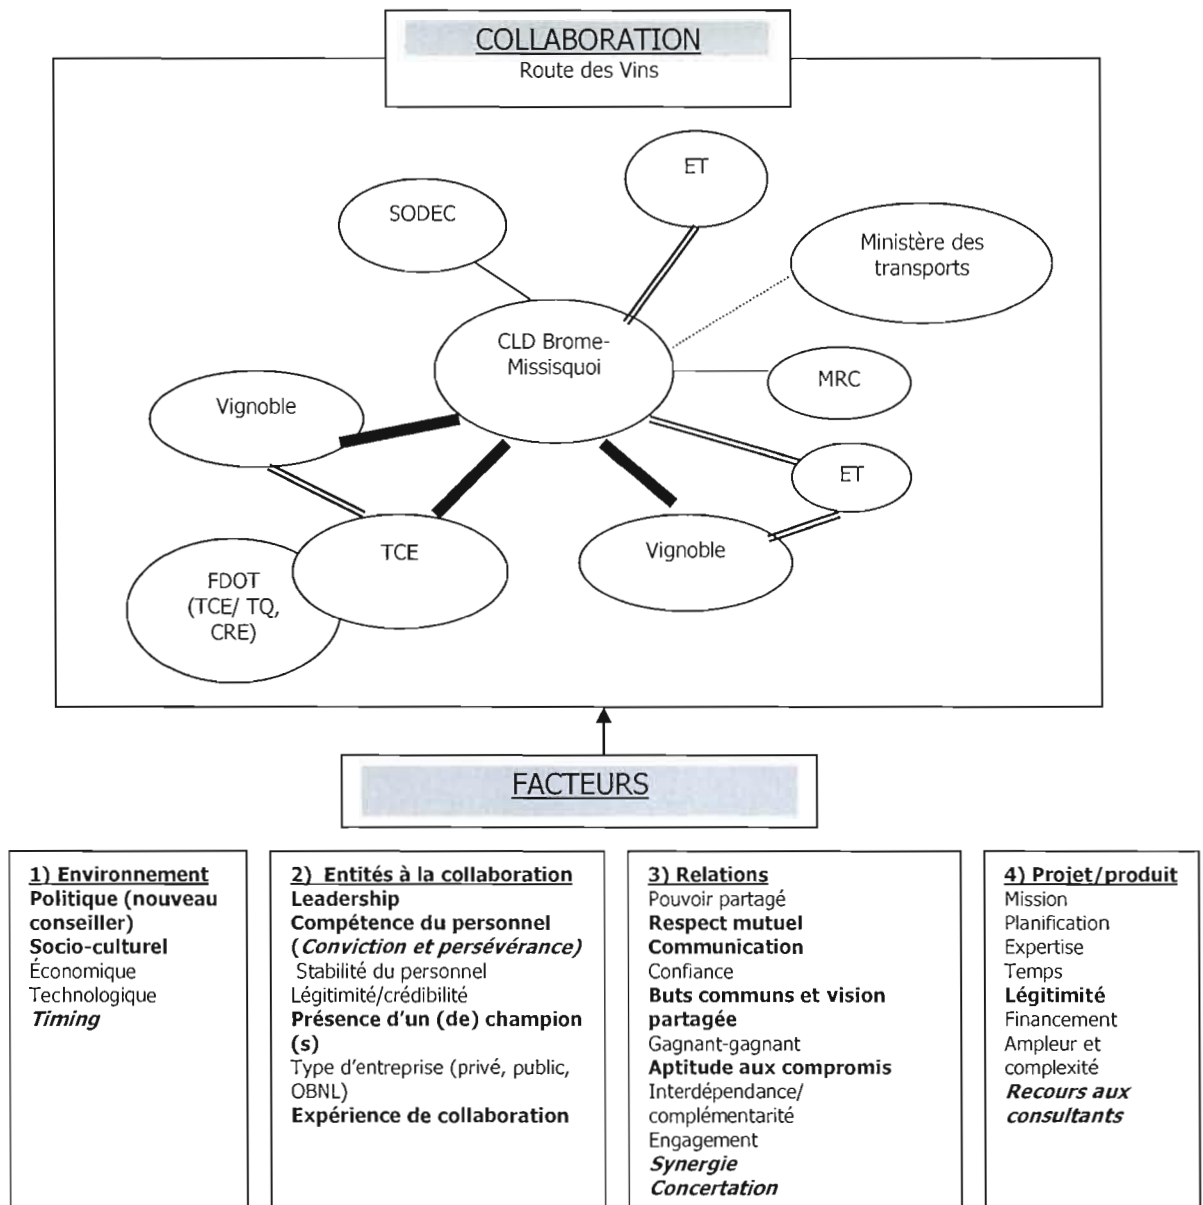 COLLABORATION
Route des Vins
ET
SODEC
Ministère des
transports
CLD Brome-
Missisquoi
MRC
Vignoble
ET
TCE
Vignoble
FDOT
(TCE/ TQ,
CRE)
FACTEURS
1) Environnement
Politique (nouveau
conseiller)
Socio-culturel
Économique
Technologique
Timing
2) Entités à la collaboration
Leadership
Compétence du personnel
(Conviction et persévérance)
Stabilité du personnel
Légitimité/crédibilité
Présence d'un (de) champion
(s)
Type d'entreprise (privé, public,
OBNL)
Expérience de collaboration
3) Relations
Pouvoir partagé
Respect mutuel
Communication
Confiance
Buts communs et vision
partagée
Gagnant-gagnant
Aptitude aux compromis
Interdépendance/
complémentarité
Engagement
Synergie
Concertation
4) Projet/produit
Mission
Planification
Expertise
Temps
Légitimité
Financement
Ampleur et
complexité
Recours aux
consultants